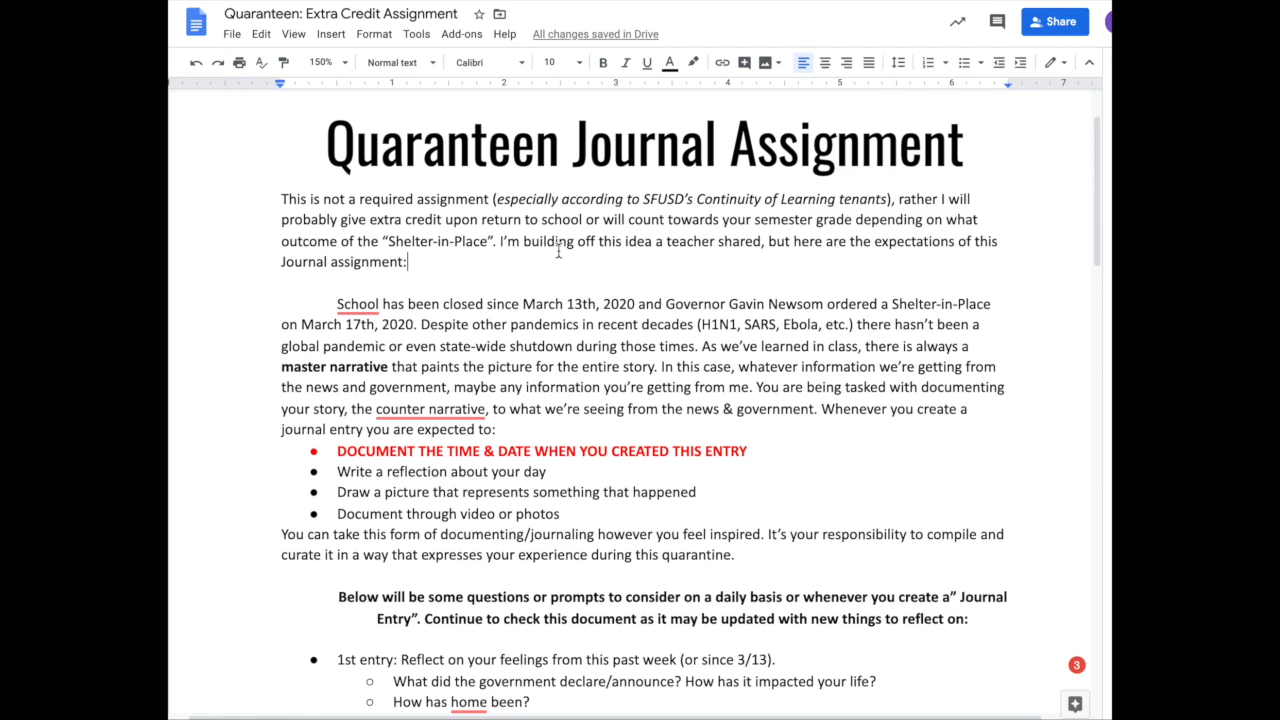 Quaranteen: Extra Credit Assignment
File Edit View Insert Format Tools Add-ons Help All changes saved in Drive
Share
150% Normal text Calibri 10 B I U A
1 2 3 4 5 6 7
Quaranteen Journal Assignment
This is not a required assignment (especially according to SFUSD's Continuity of Learning tenants), rather I will
probably give extra credit upon return to school or will count towards your semester grade depending on what
outcome of the “Shelter-in-Place”. I'm building off this idea a teacher shared, but here are the expectations of this
Journal assignment:
School has been closed since March 13th, 2020 and Governor Gavin Newsom ordered a Shelter-in-Place
on March 17th, 2020. Despite other pandemics in recent decades (H1N1, SARS, Ebola, etc.) there hasn't been a
global pandemic or even state-wide shutdown during those times. As we've learned in class, there is always a
master narrative that paints the picture for the entire story. In this case, whatever information we're getting from
the news and government, maybe any information you're getting from me. You are being tasked with documenting
your story, the counter narrative, to what we're seeing from the news & government. Whenever you create a
journal entry you are expected to:
● DOCUMENT THE TIME & DATE WHEN YOU CREATED THIS ENTRY
● Write a reflection about your day
● Draw a picture that represents something that happened
● Document through video or photos
You can take this form of documenting/journaling however you feel inspired. It's your responsibility to compile and
curate it in a way that expresses your experience during this quarantine.
Below will be some questions or prompts to consider on a daily basis or whenever you create a” Journal
Entry”. Continue to check this document as it may be updated with new things to reflect on:
● 1st entry: Reflect on your feelings from this past week (or since 3/13).
○ What did the government declare/announce? How has it impacted your life?
○ How has home been?
3